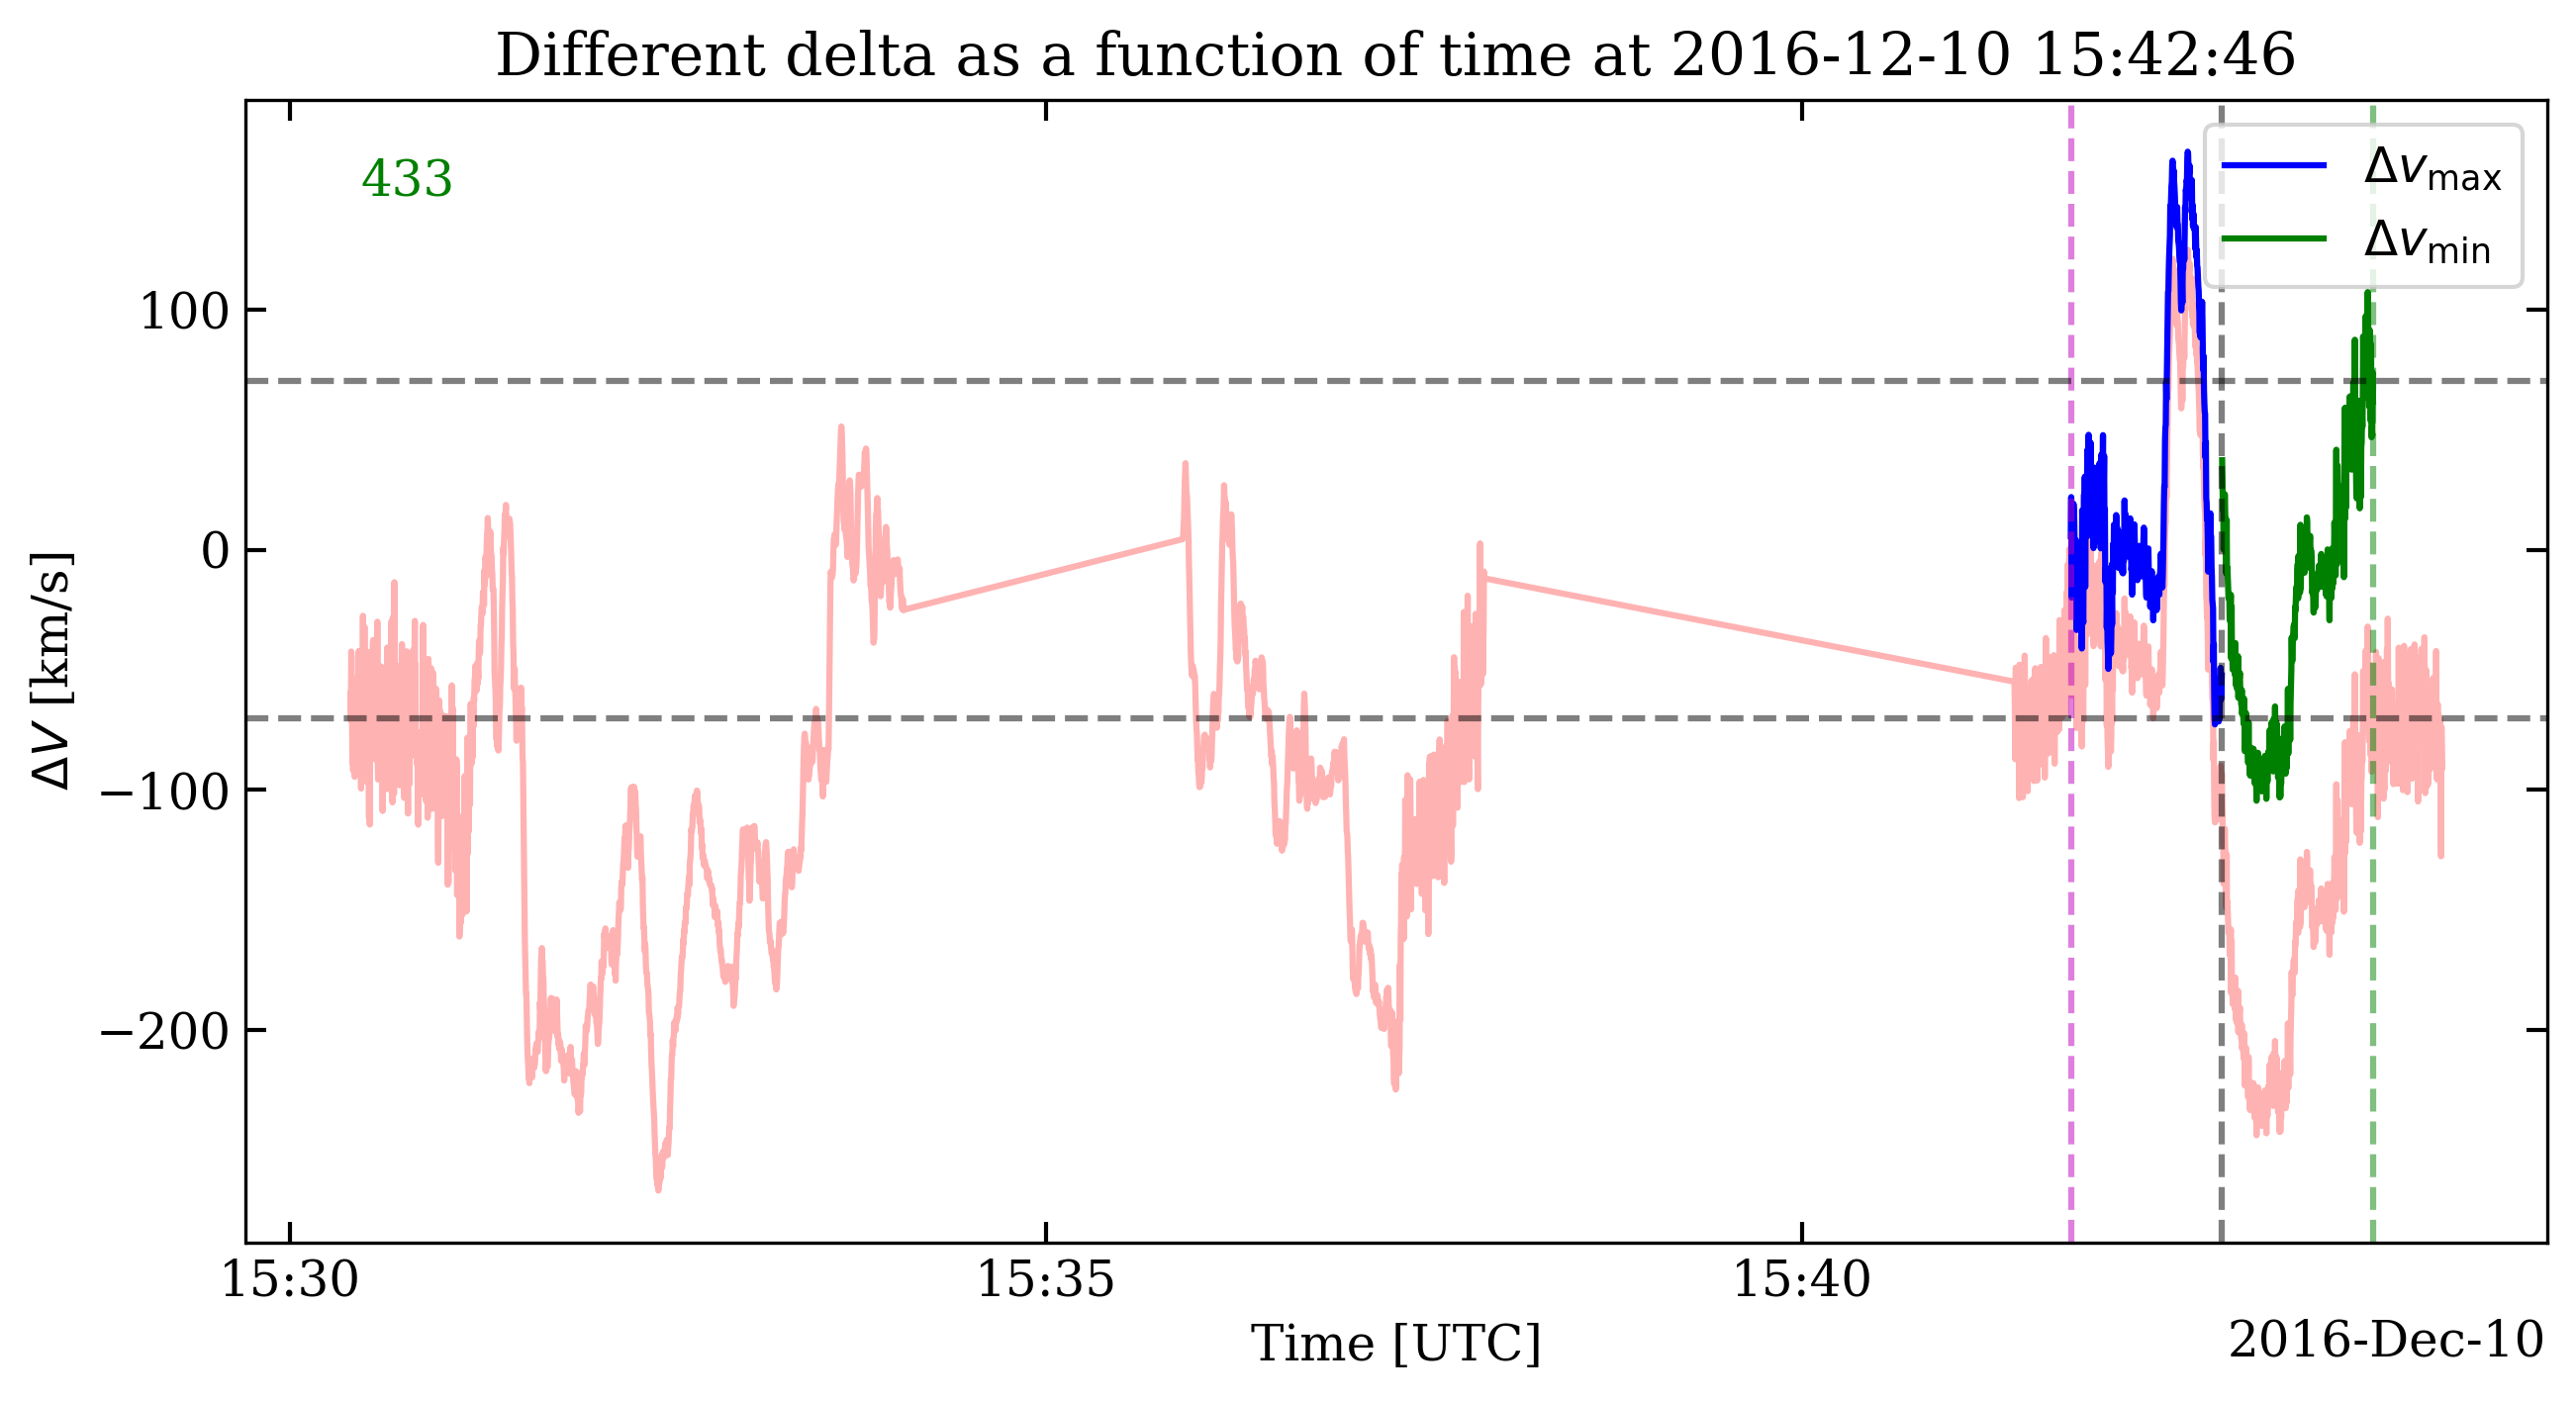 Different delta as a function of time at 2016-12-10 15:42:46
433
Δv_max
Δv_min
100
0
−100
−200
ΔV [km/s]
15:30 15:35 15:40
Time [UTC]
2016-Dec-10